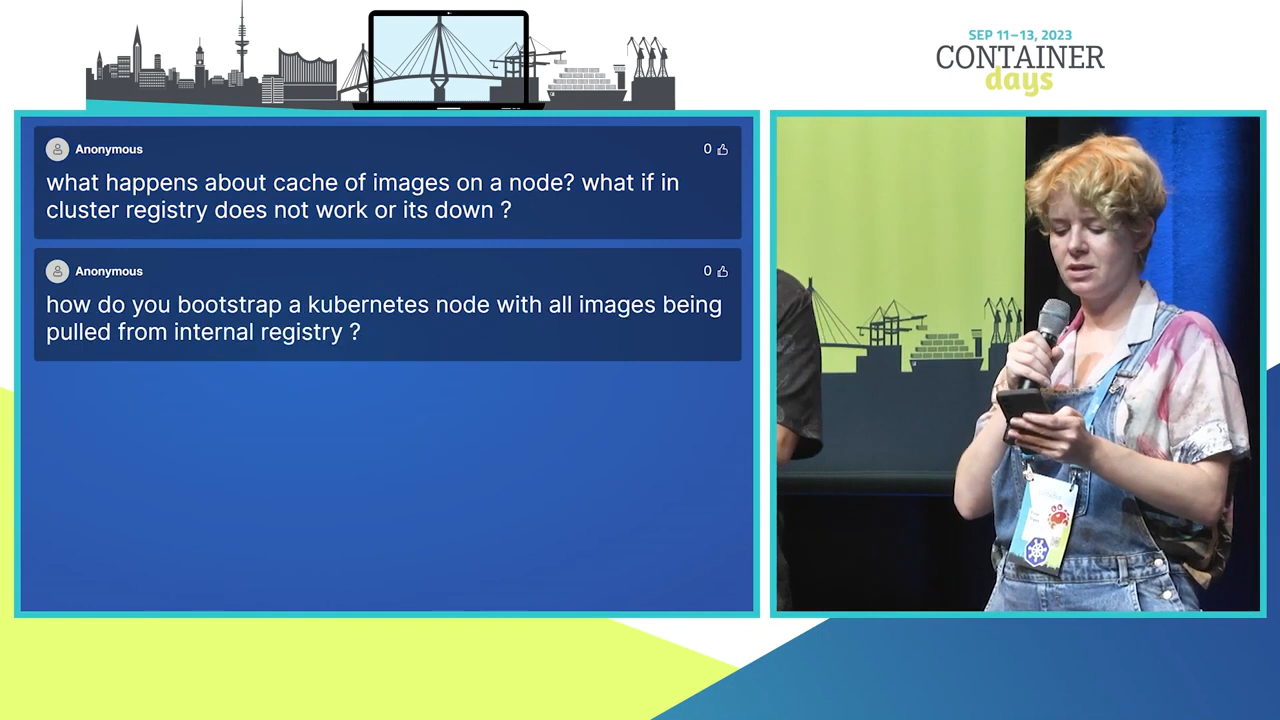 SEP 11–13, 2023
CONTAINER
days
Anonymous
0
what happens about cache of images on a node? what if in
cluster registry does not work or its down ?
Anonymous
0
how do you bootstrap a kubernetes node with all images being
pulled from internal registry ?